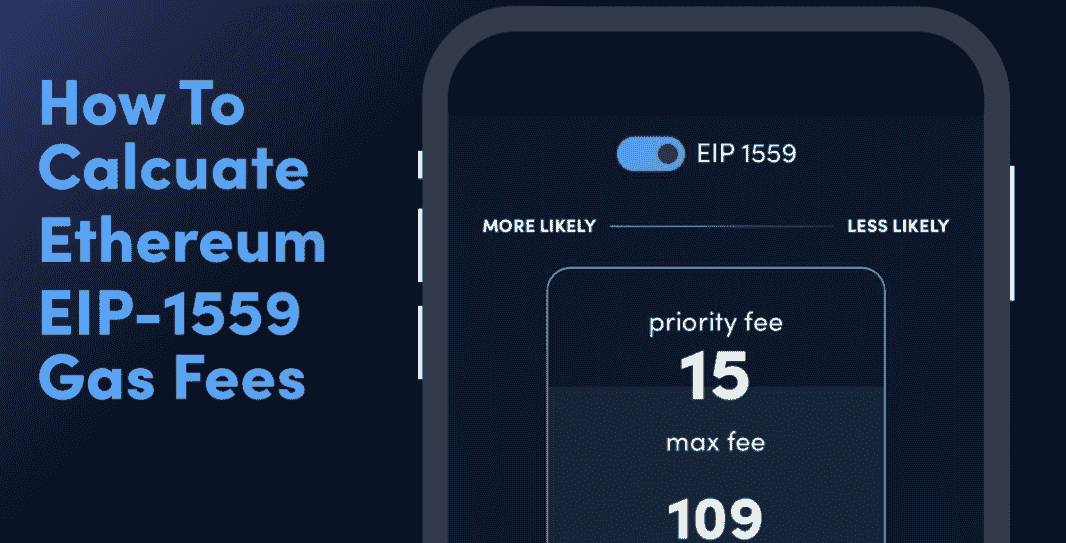 How To
Calcuate
Ethereum
EIP-1559
Gas Fees
EIP 1559
MORE LIKELY
LESS LIKELY
priority fee
15
max fee
109